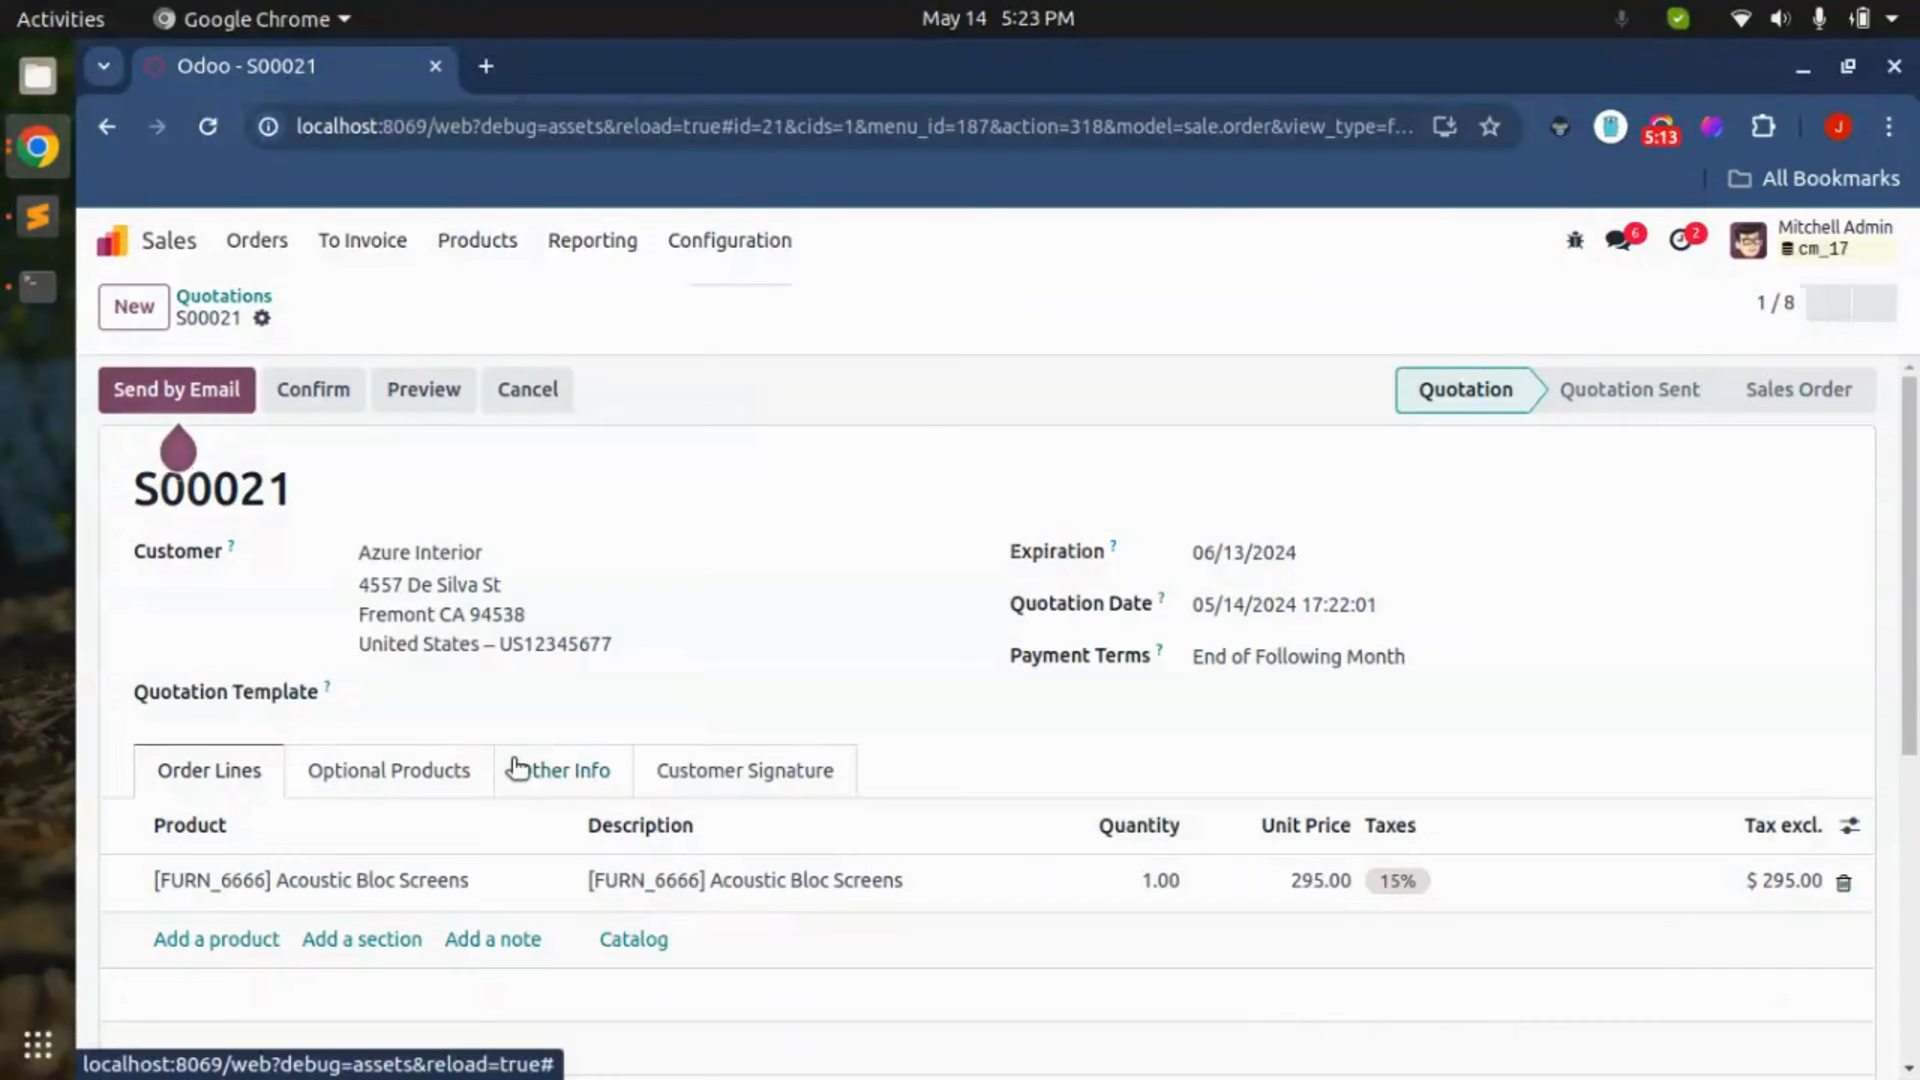 Activities Google Chrome May 14 5:23 PM
Odoo - S00021
localhost:8069/web?debug=assets&reload=true#id=21&cids=1&menu_id=187&action=318&model=sale.order&view_type=f... 5:13 J
All Bookmarks
Sales Orders To Invoice Products Reporting Configuration 6 2 Mitchell Admin
cm_17
New Quotations
S00021 1 / 8
Send by Email Confirm Preview Cancel Quotation Quotation Sent Sales Order
S00021
Customer ? Azure Interior Expiration ? 06/13/2024
4557 De Silva St
Fremont CA 94538 Quotation Date ? 05/14/2024 17:22:01
United States – US12345677 Payment Terms ? End of Following Month
Quotation Template ?
Order Lines Optional Products ther Info Customer Signature
Product Description Quantity Unit Price Taxes Tax excl.
[FURN_6666] Acoustic Bloc Screens [FURN_6666] Acoustic Bloc Screens 1.00 295.00 15% $ 295.00
Add a product Add a section Add a note Catalog
localhost:8069/web?debug=assets&reload=true#